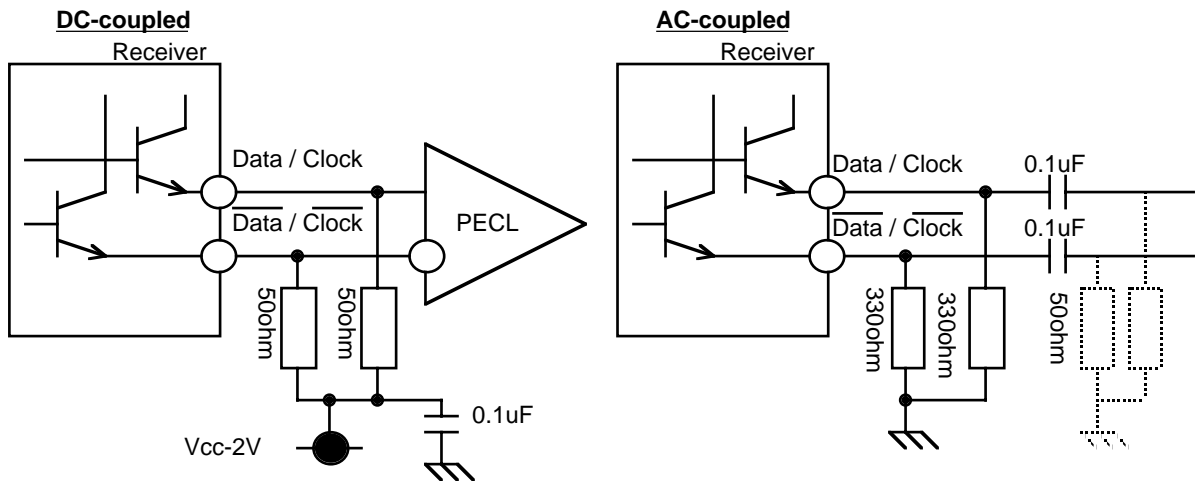 DC-coupled
Receiver
Data / Clock
Data / Clock
PECL
50ohm
50ohm
0.1uF
Vcc-2V
AC-coupled
Receiver
Data / Clock
0.1uF
Data / Clock
0.1uF
330ohm
330ohm
50ohm